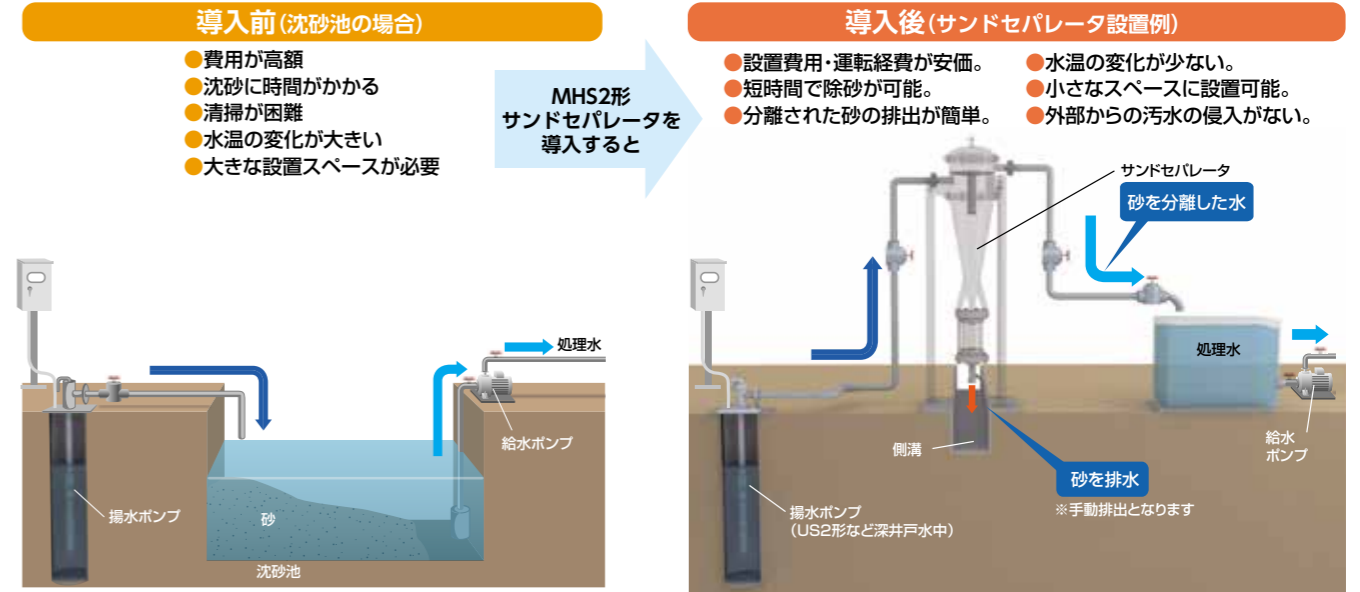 導入前(沈砂池の場合)
●費用が高額
●沈砂に時間がかかる
●清掃が困難
●水温の変化が大きい
●大きな設置スペースが必要
MHS2形
サンドセパレータを
導入すると
導入後(サンドセパレータ設置例)
●設置費用・運転経費が安価。
●短時間で除砂が可能。
●分離された砂の排出が簡単。
●水温の変化が少ない。
●小さなスペースに設置可能。
●外部からの汚水の侵入がない。
処理水
給水ポンプ
揚水ポンプ
砂
沈砂池
サンドセパレータ
砂を分離した水
処理水
給水
ポンプ
側溝
砂を排水
※手動排出となります
揚水ポンプ
(US2形など深井戸水中)